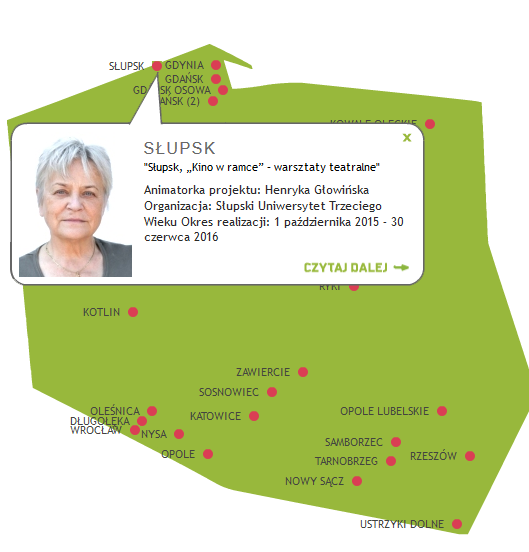 SŁUPSK
GDYNIA
GDAŃSK
GD SK OSOWA
AŃSK (2)
x
SŁUPSK
"Słupsk, „Kino w ramce” - warsztaty teatralne"
Animatorka projektu: Henryka Głowińska
Organizacja: Słupski Uniwersytet Trzeciego
Wieku Okres realizacji: 1 października 2015 - 30
czerwca 2016
CZYTAJ DALEJ
RYKI
KOTLIN
ZAWIERCIE
SOSNOWIEC
OLEŚNICA
KATOWICE
OPOLE LUBELSKIE
DŁUGOŁĘKA
WROCŁAW
NYSA
SAMBORZEC
OPOLE
TARNOBRZEG
RZESZÓW
NOWY SĄCZ
USTRZYKI DOLNE